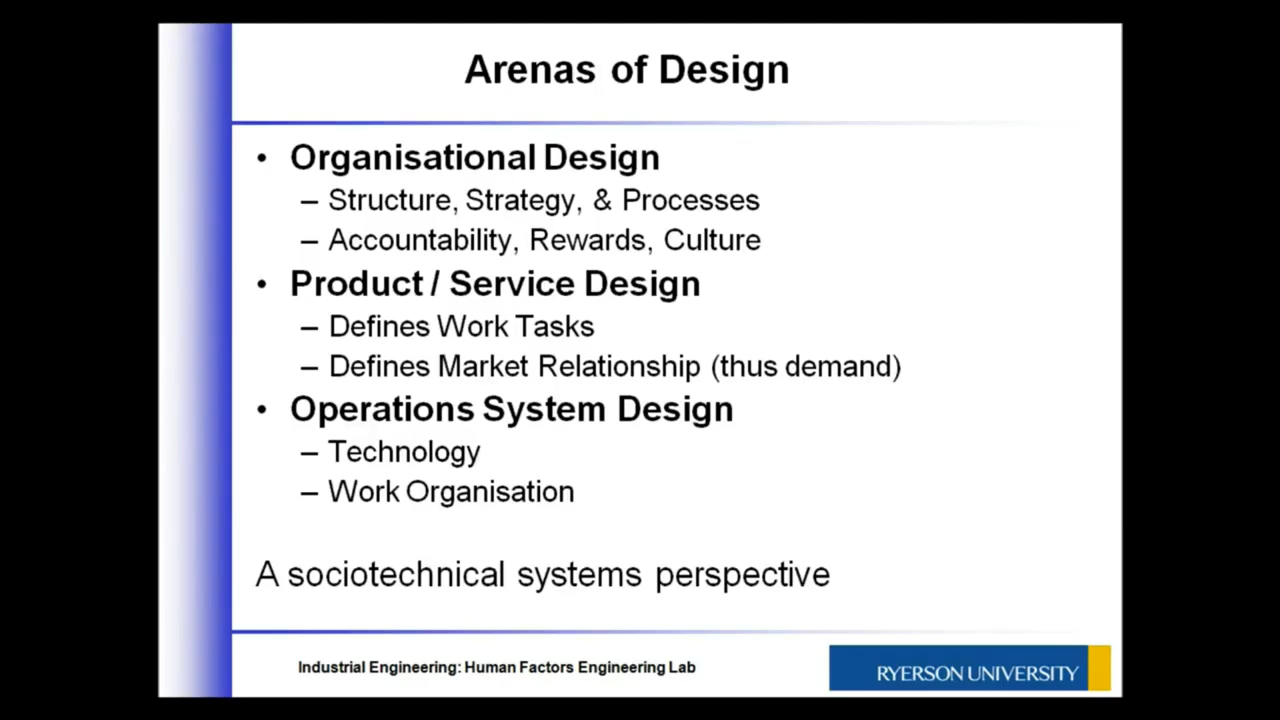 Arenas of Design
• Organisational Design
– Structure, Strategy, & Processes
– Accountability, Rewards, Culture
• Product / Service Design
– Defines Work Tasks
– Defines Market Relationship (thus demand)
• Operations System Design
– Technology
– Work Organisation
A sociotechnical systems perspective
Industrial Engineering: Human Factors Engineering Lab
RYERSON UNIVERSITY